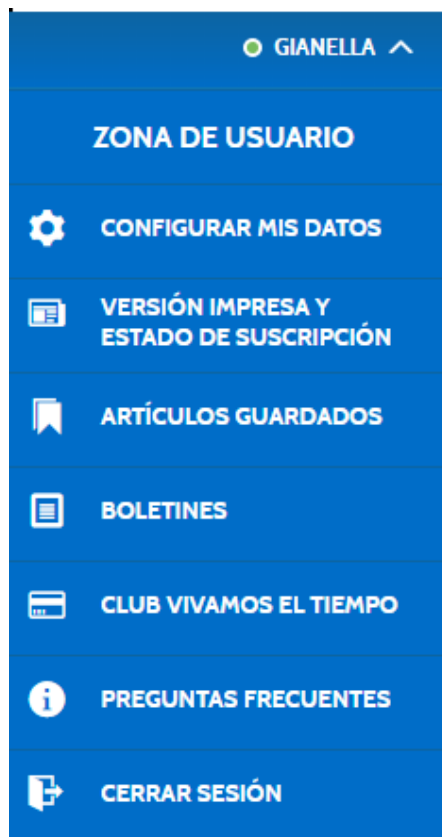 GIANELLA
ZONA DE USUARIO
CONFIGURAR MIS DATOS
VERSIÓN IMPRESA Y
ESTADO DE SUSCRIPCIÓN
ARTÍCULOS GUARDADOS
BOLETINES
CLUB VIVAMOS EL TIEMPO
PREGUNTAS FRECUENTES
CERRAR SESIÓN